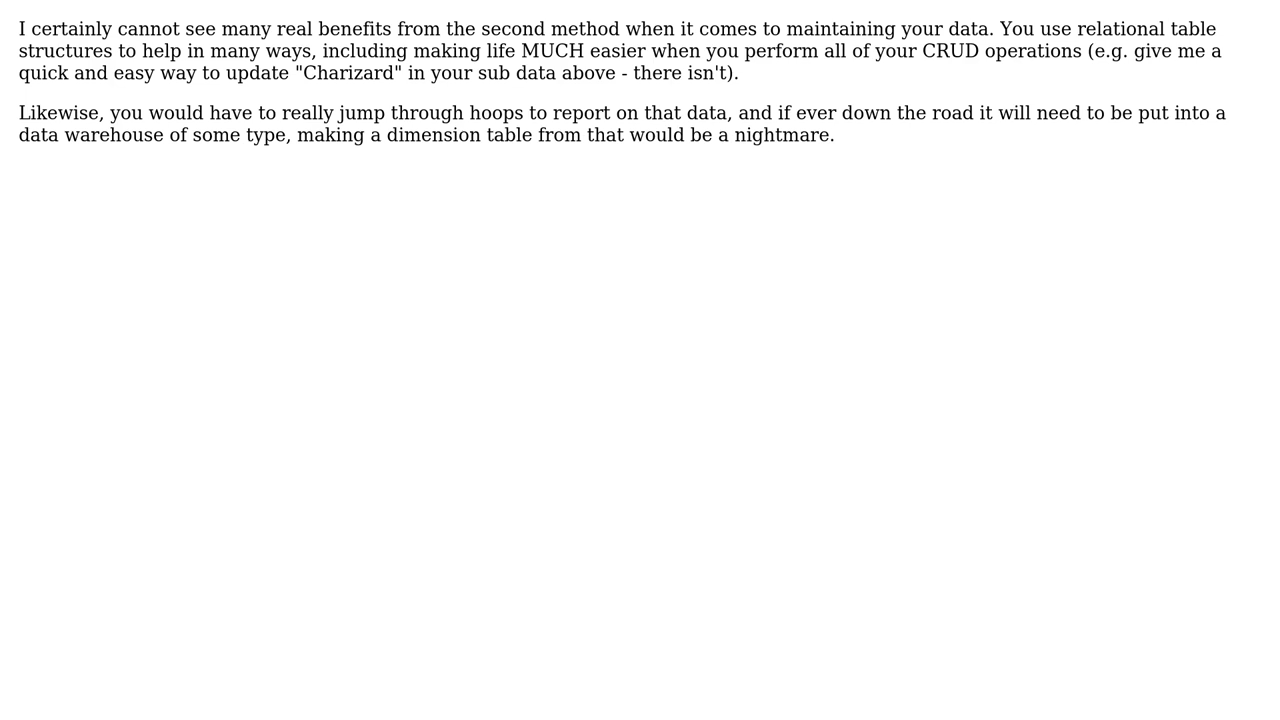 I certainly cannot see many real benefits from the second method when it comes to maintaining your data. You use relational table
structures to help in many ways, including making life MUCH easier when you perform all of your CRUD operations (e.g. give me a
quick and easy way to update "Charizard" in your sub data above - there isn't).
Likewise, you would have to really jump through hoops to report on that data, and if ever down the road it will need to be put into a
data warehouse of some type, making a dimension table from that would be a nightmare.